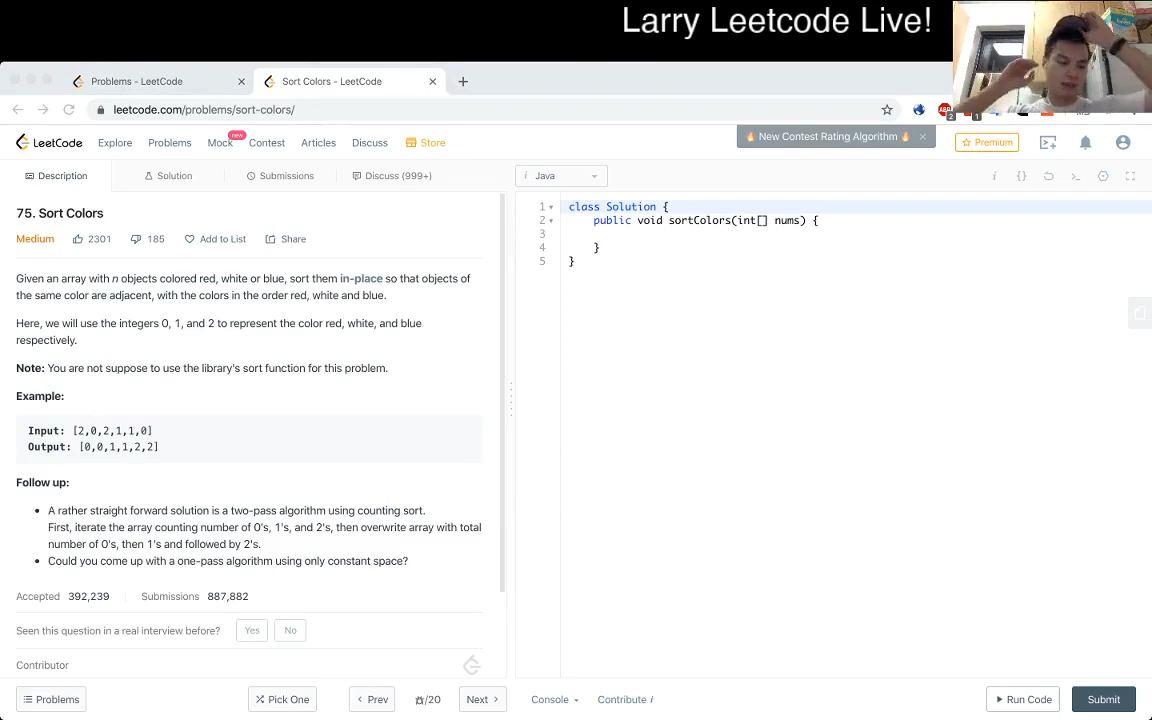 Larry Leetcode Live!
Problems - LeetCode
Sort Colors - LeetCode
leetcode.com/problems/sort-colors/
ABP
2
1
LeetCode
Explore
Problems
Mock
new
Contest
Articles
Discuss
Store
🔥 New Contest Rating Algorithm 🔥
Premium
Description
Solution
Submissions
Discuss (999+)
i Java
75. Sort Colors
Medium 2301 185 Add to List Share
Given an array with n objects colored red, white or blue, sort them in-place so that objects of
the same color are adjacent, with the colors in the order red, white and blue.
Here, we will use the integers 0, 1, and 2 to represent the color red, white, and blue
respectively.
Note: You are not suppose to use the library's sort function for this problem.
Example:
Input: [2,0,2,1,1,0]
Output: [0,0,1,1,2,2]
Follow up:
• A rather straight forward solution is a two-pass algorithm using counting sort.
First, iterate the array counting number of 0's, 1's, and 2's, then overwrite array with total
number of 0's, then 1's and followed by 2's.
• Could you come up with a one-pass algorithm using only constant space?
Accepted 392,239 Submissions 887,882
Seen this question in a real interview before? Yes No
Contributor
1 class Solution {
2 public void sortColors(int[] nums) {
3
4 }
5 }
Problems
Pick One
Prev
/20
Next
Console
Contribute i
Run Code
Submit